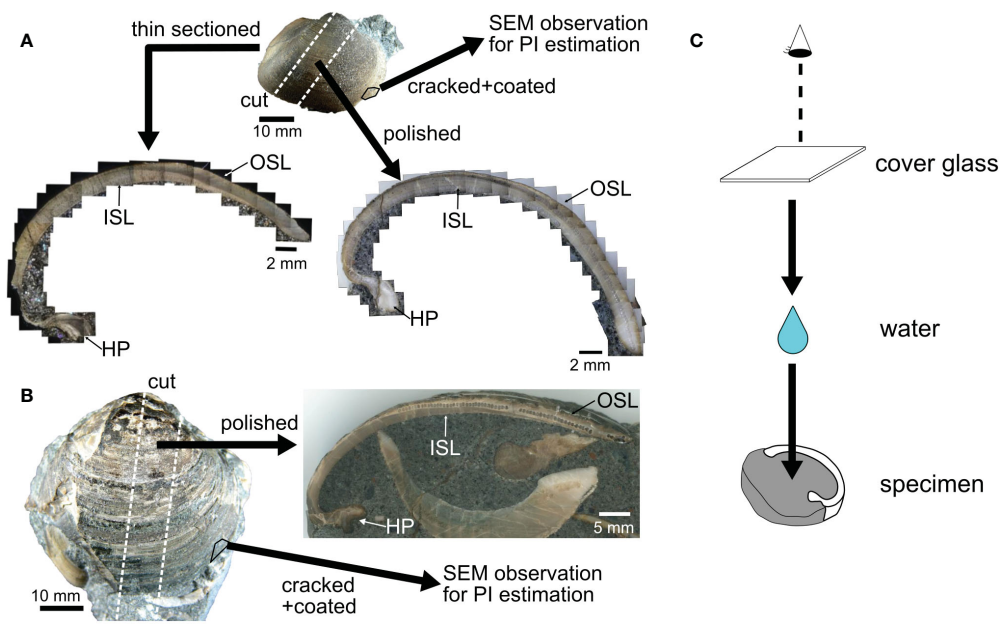 A
thin sectioned
SEM observation
for PI estimation
cracked+coated
cut
10 mm
polished
OSL
ISL
2 mm
HP
OSL
ISL
HP
2 mm
B
cut
polished
OSL
ISL
HP
5 mm
10 mm
cracked
+coated
SEM observation
for PI estimation
C
cover glass
water
specimen